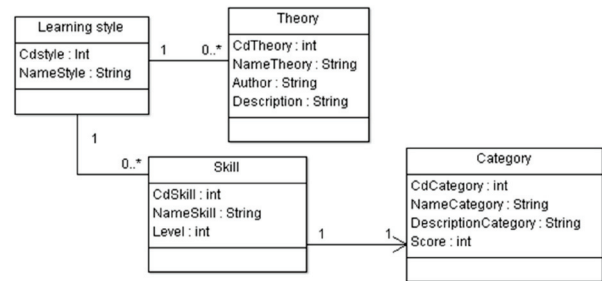 Learning style
Cdstyle : Int
NameStyle : String
1
0..*
Theory
CdTheory : int
NameTheory : String
Author : String
Description : String
1
0..*
Skill
CdSkill : int
NameSkill : String
Level : int
1
1
Category
CdCategory : int
NameCategory : String
DescriptionCategory : String
Score : int